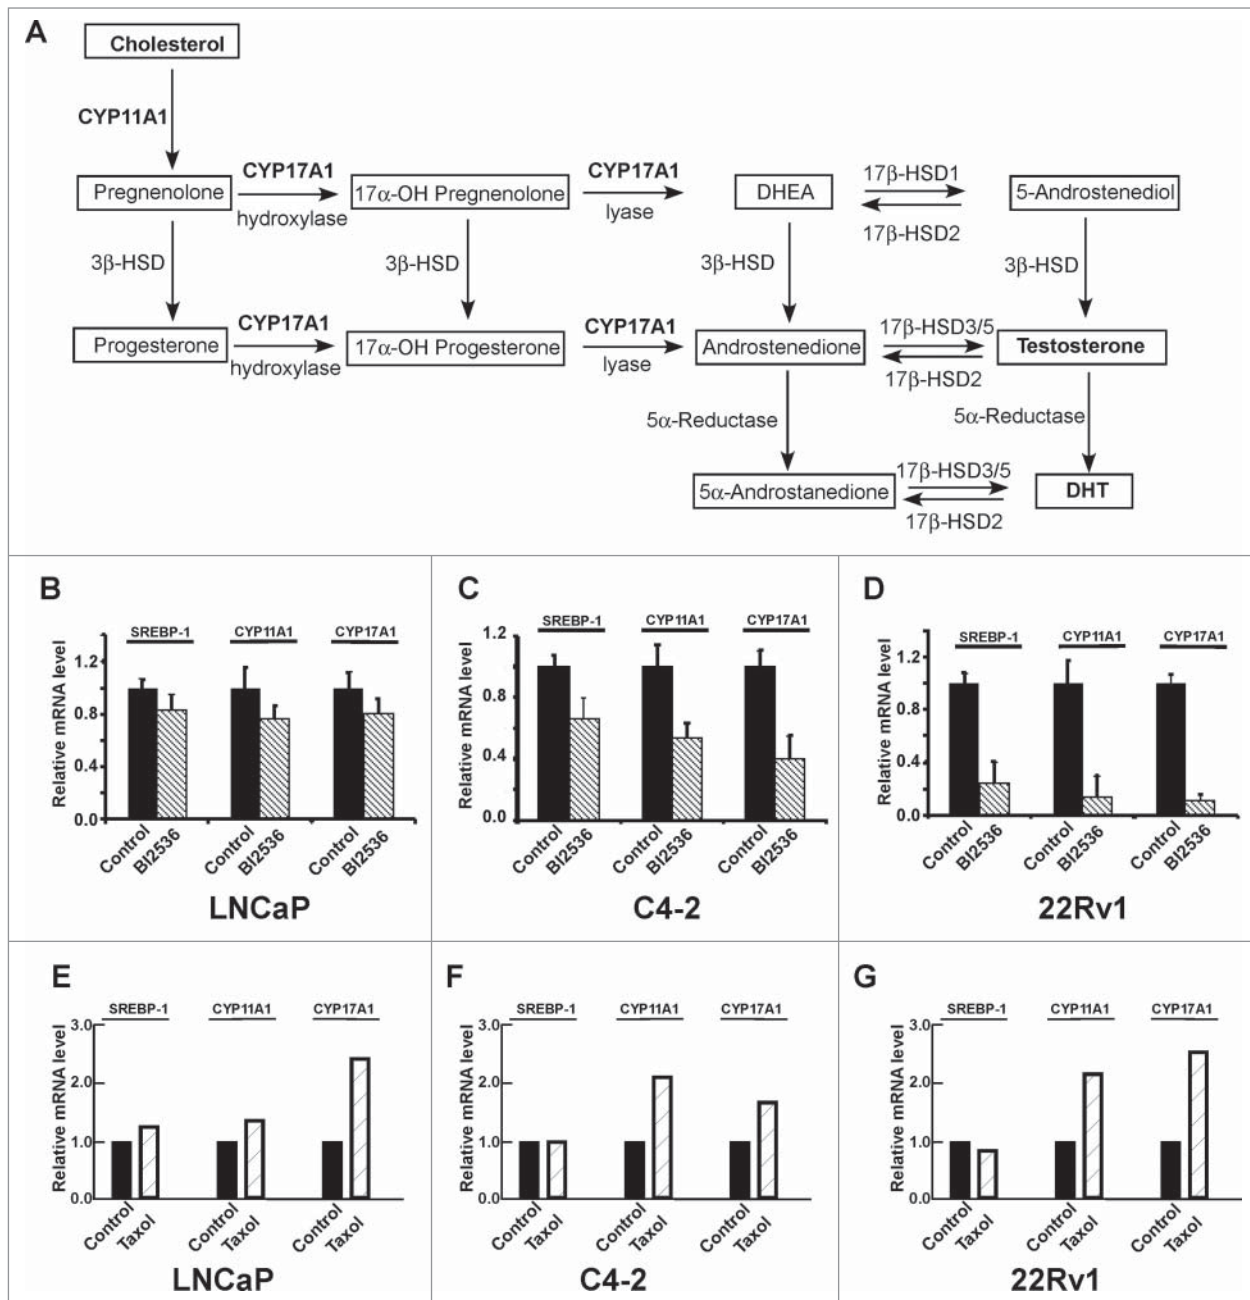 A
Cholesterol
CYP11A1
CYP17A1
CYP17A1
17β-HSD1
Pregnenolone
17α-OH Pregnenolone
DHEA
5-Androstenediol
hydroxylase
lyase
17β-HSD2
3β-HSD
3β-HSD
3β-HSD
3β-HSD
CYP17A1
CYP17A1
17β-HSD3/5
Progesterone
17α-OH Progesterone
Androstenedione
Testosterone
hydroxylase
lyase
17β-HSD2
5α-Reductase
5α-Reductase
17β-HSD3/5
5α-Androstanedione
DHT
17β-HSD2
B
SREBP-1
CYP11A1
CYP17A1
Relative mRNA level
1.2
0.8
0.4
0.0
Control
BI2536
Control
BI2536
Control
BI2536
LNCaP
C
SREBP-1
CYP11A1
CYP17A1
Relative mRNA level
1.2
0.8
0.4
0.0
Control
BI2536
Control
BI2536
Control
BI2536
C4-2
D
SREBP-1
CYP11A1
CYP17A1
Relative mRNA level
1.2
0.8
0.4
0.0
Control
BI2536
Control
BI2536
Control
BI2536
22Rv1
E
SREBP-1
CYP11A1
CYP17A1
Relative mRNA level
3.0
2.0
1.0
0.0
Control
Taxol
Control
Taxol
Control
Taxol
LNCaP
F
SREBP-1
CYP11A1
CYP17A1
Relative mRNA level
3.0
2.0
1.0
0.0
Control
Taxol
Control
Taxol
Control
Taxol
C4-2
G
SREBP-1
CYP11A1
CYP17A1
Relative mRNA level
3.0
2.0
1.0
0.0
Control
Taxol
Control
Taxol
Control
Taxol
22Rv1